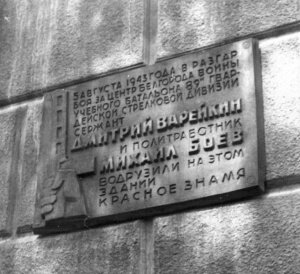 5 АВГУСТА 1943 ГОДА В РАЗГАР
БОЯ ЗА ЦЕНТР БЕЛГОРОДА ВОИНЫ
УЧЕБНОГО БАТАЛЬОНА 89ОЙ ГВАР-
ДЕЙСКОЙ СТРЕЛКОВОЙ ДИВИЗИИ
СЕРЖАНТ
ДМИТРИЙ ВАРЕЙКИН
И ПОЛИТРАБОТНИК
МИХАИЛ БОЕВ
ВОДРУЗИЛИ НА ЭТОМ
ЗДАНИИ
КРАСНОЕ ЗНАМЯ